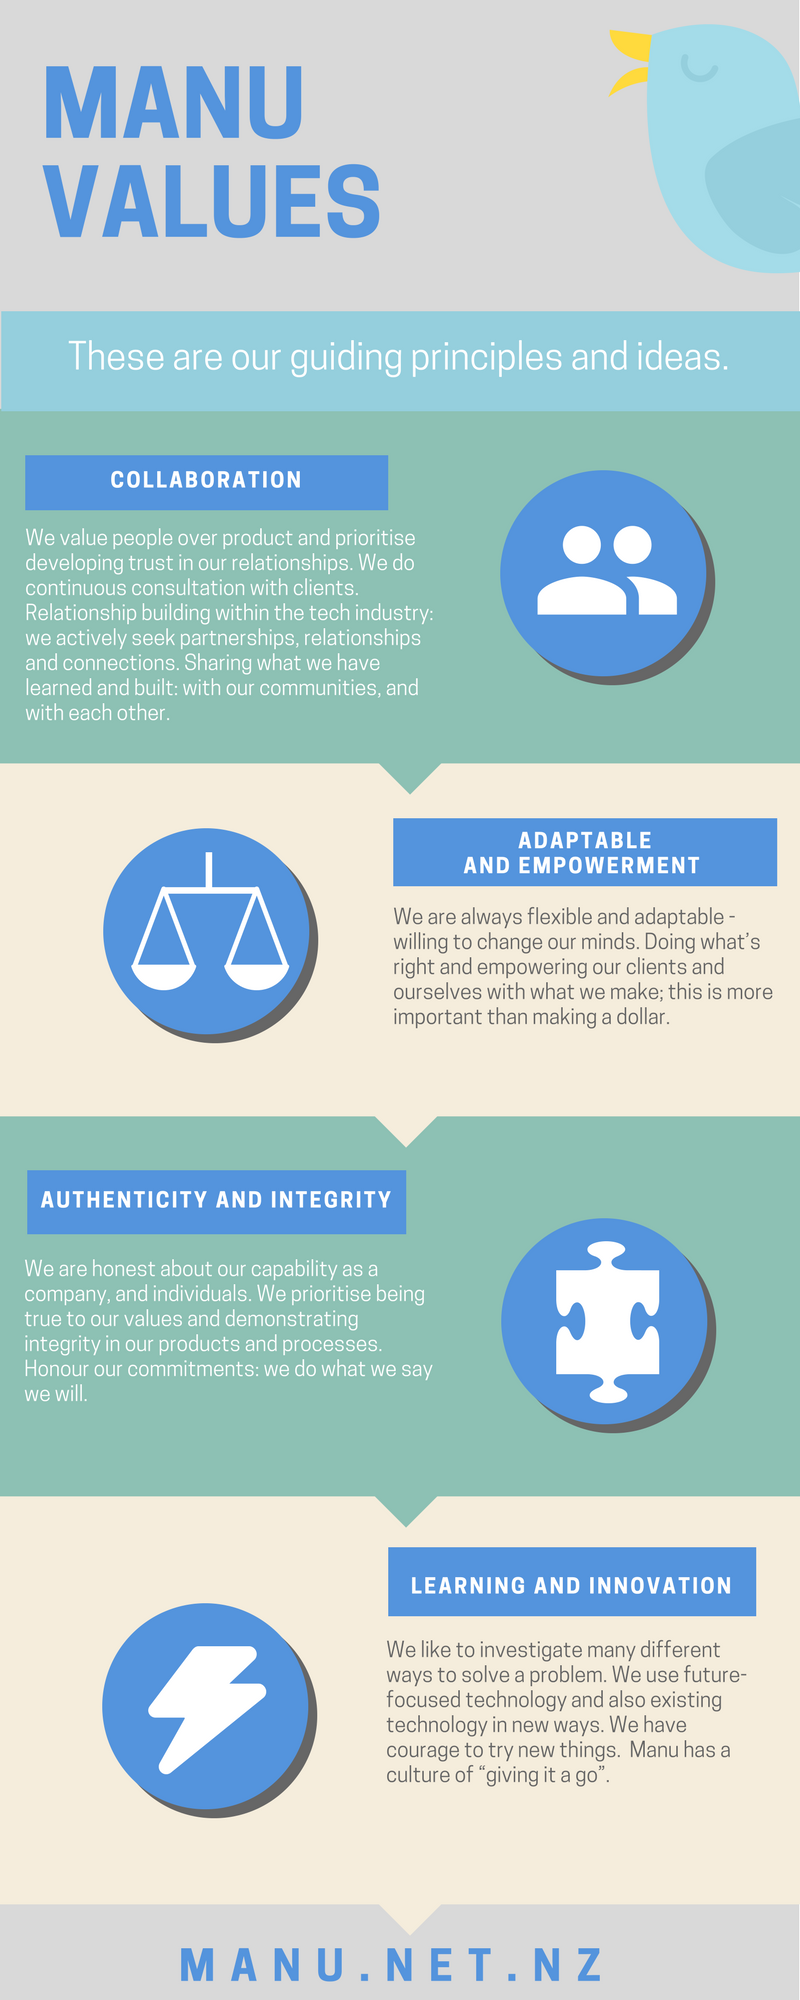 MANU
VALUES
These are our guiding principles and ideas.
COLLABORATION
We value people over product and prioritise
developing trust in our relationships. We do
continuous consultation with clients.
Relationship building within the tech industry:
we actively seek partnerships, relationships
and connections. Sharing what we have
learned and built: with our communities, and
with each other.
ADAPTABLE
AND EMPOWERMENT
We are always flexible and adaptable -
willing to change our minds. Doing what's
right and empowering our clients and
ourselves with what we make; this is more
important than making a dollar.
AUTHENTICITY AND INTEGRITY
We are honest about our capability as a
company, and individuals. We prioritise being
true to our values and demonstrating
integrity in our products and processes.
Honour our commitments: we do what we say
we will.
LEARNING AND INNOVATION
We like to investigate many different
ways to solve a problem. We use future-
focused technology and also existing
technology in new ways. We have
courage to try new things.  Manu has a
culture of “giving it a go”.
MANU.NET.NZ